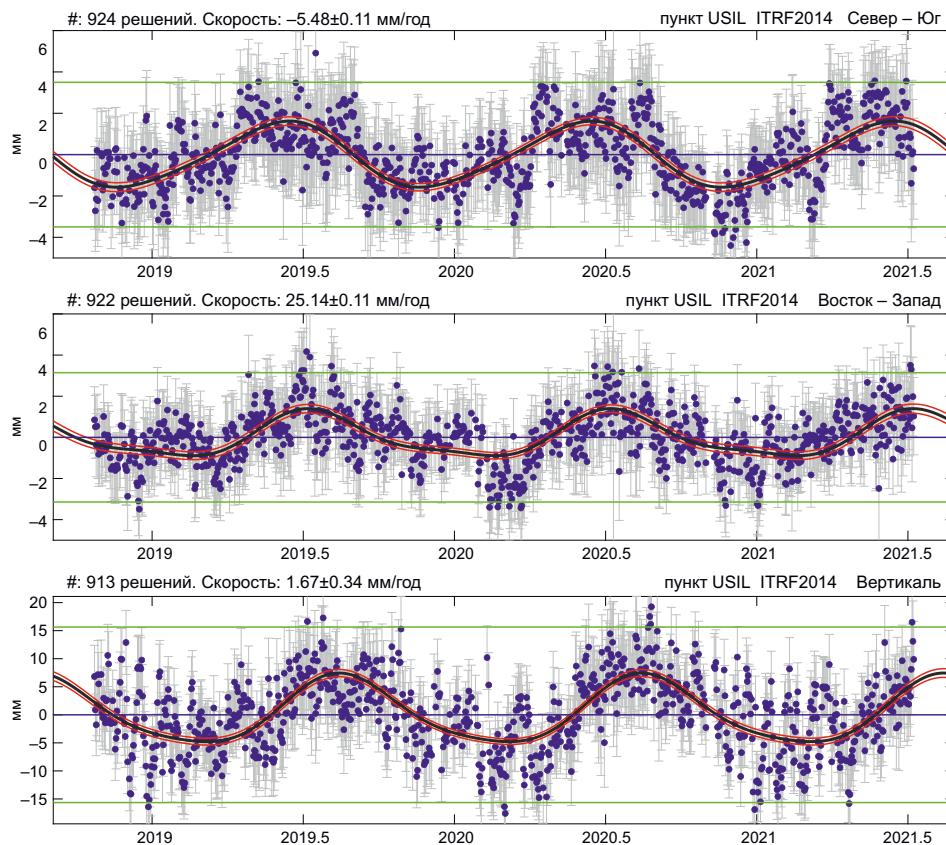 #: 924 решений. Скорость: –5.48±0.11 мм/год пункт USIL ITRF2014 Север – Юг
6
4
2
0
–2
–4
мм
2019 2019.5 2020 2020.5 2021 2021.5
#: 922 решений. Скорость: 25.14±0.11 мм/год пункт USIL ITRF2014 Восток – Запад
6
4
2
0
–2
–4
мм
2019 2019.5 2020 2020.5 2021 2021.5
#: 913 решений. Скорость: 1.67±0.34 мм/год пункт USIL ITRF2014 Вертикаль
20
15
10
5
0
–5
–10
–15
мм
2019 2019.5 2020 2020.5 2021 2021.5